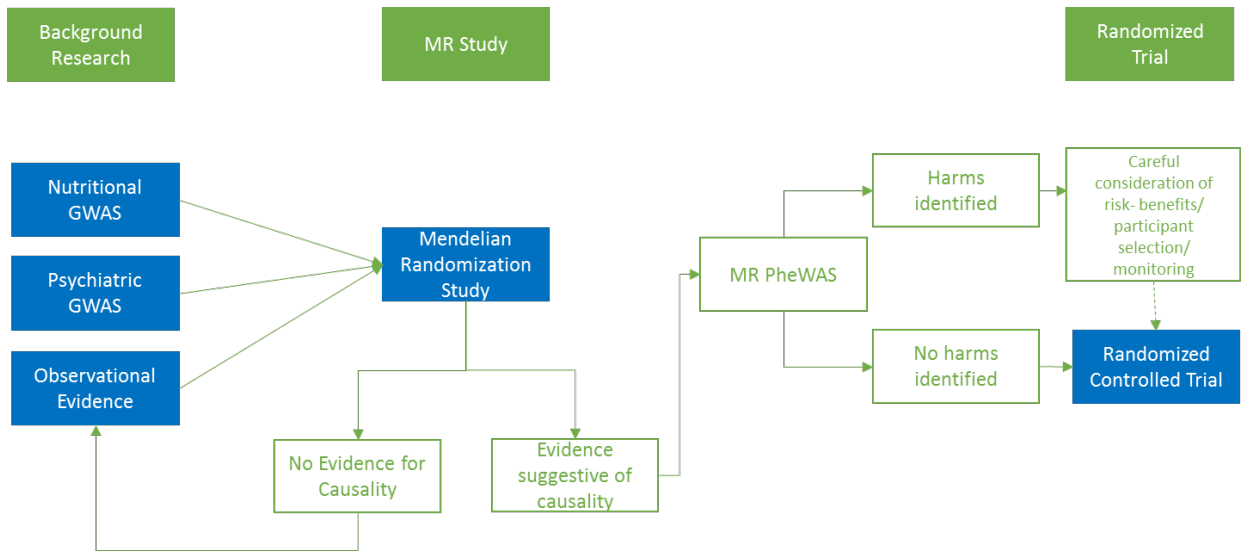 Background
Research
MR Study
Randomized
Trial
Nutritional
GWAS
Psychiatric
GWAS
Observational
Evidence
Mendelian
Randomization
Study
No Evidence for
Causality
Evidence
suggestive of
causality
MR PheWAS
Harms
identified
No harms
identified
Careful
consideration of
risk- benefits/
participant
selection/
monitoring
Randomized
Controlled Trial